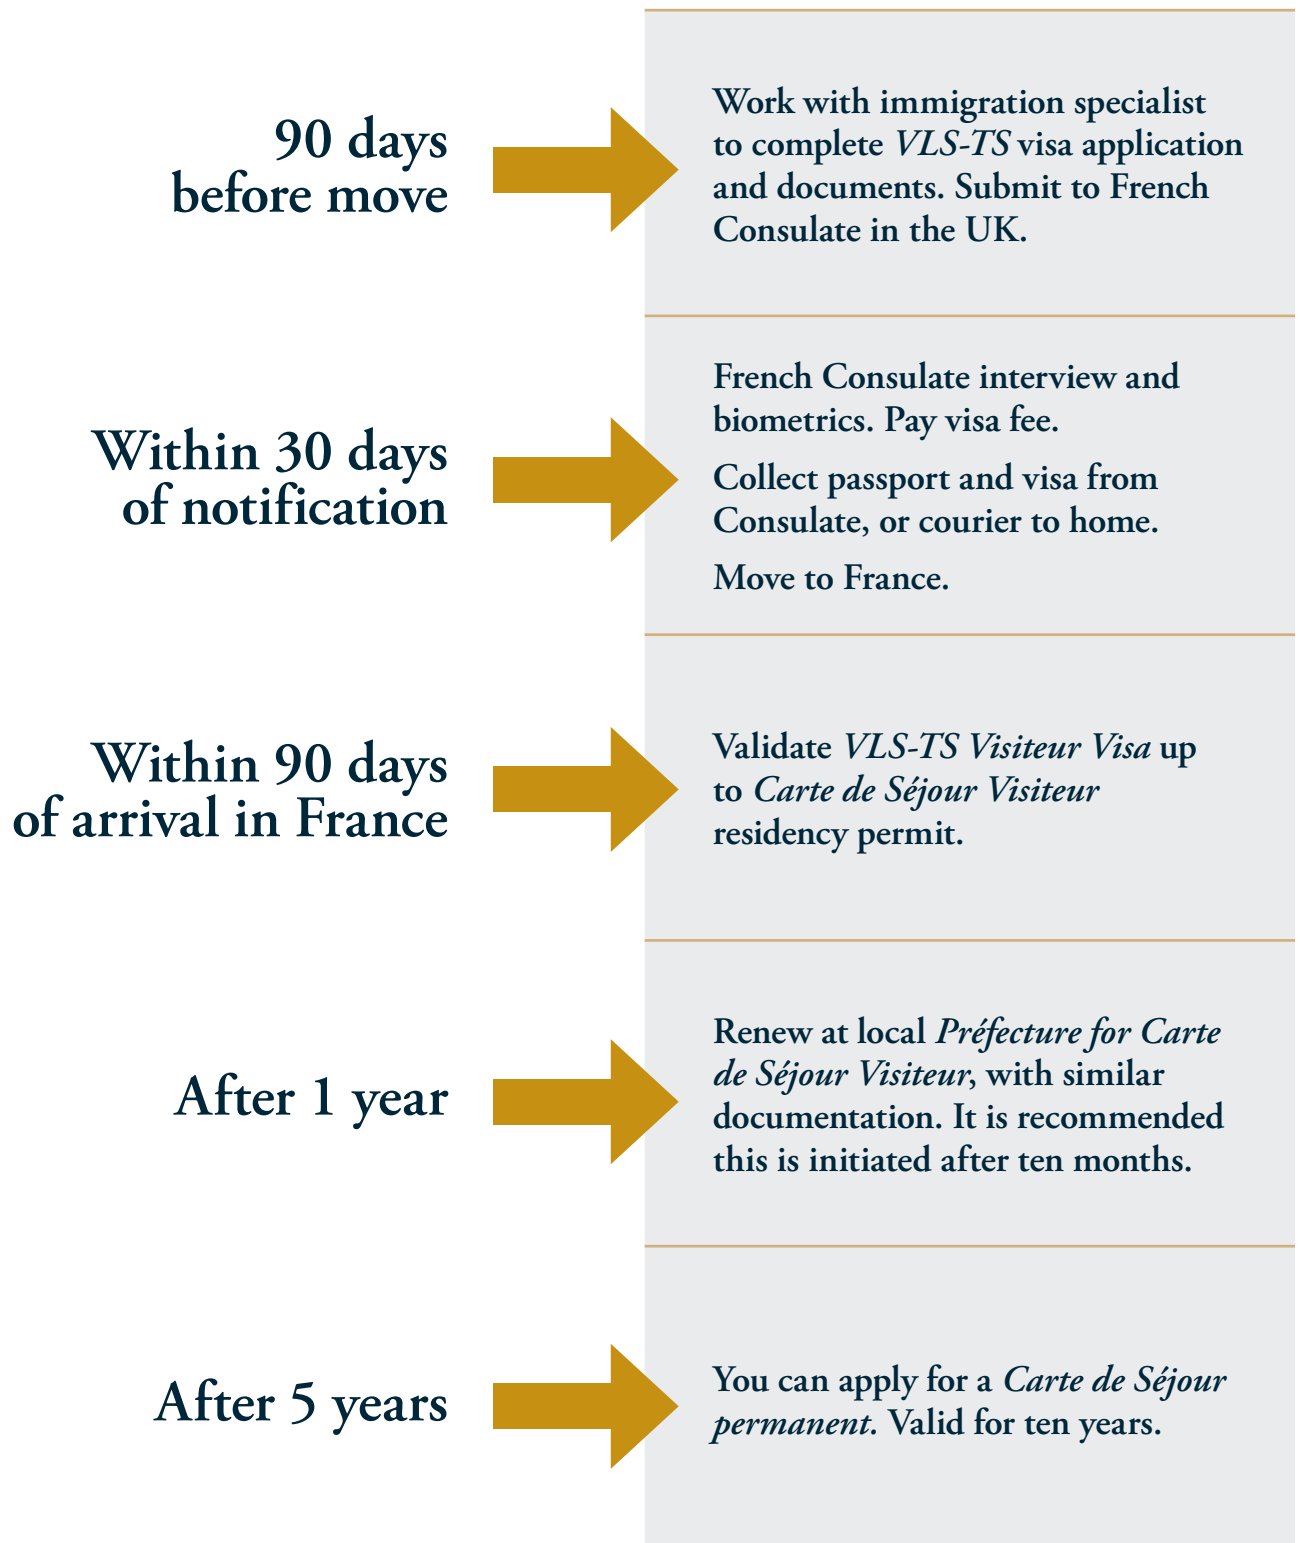 90 days
before move
Work with immigration specialist
to complete VLS-TS visa application
and documents. Submit to French
Consulate in the UK.
Within 30 days
of notification
French Consulate interview and
biometrics. Pay visa fee.
Collect passport and visa from
Consulate, or courier to home.
Move to France.
Within 90 days
of arrival in France
Validate VLS-TS Visiteur Visa up
to Carte de Séjour Visiteur
residency permit.
After 1 year
Renew at local Préfecture for Carte
de Séjour Visiteur, with similar
documentation. It is recommended
this is initiated after ten months.
After 5 years
You can apply for a Carte de Séjour
permanent. Valid for ten years.